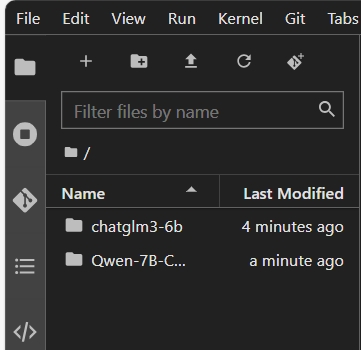 File Edit View Run Kernel Git Tabs
Filter files by name
/
Name Last Modified
chatglm3-6b 4 minutes ago
Qwen-7B-C... a minute ago